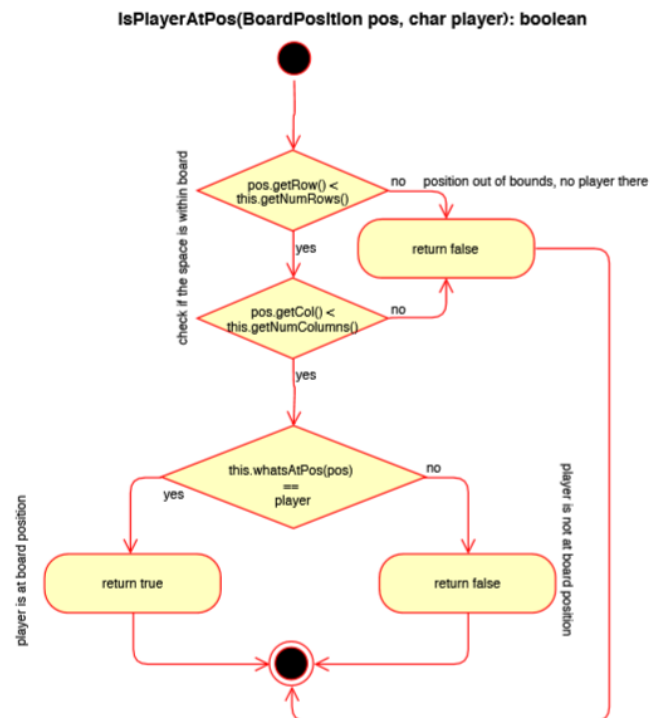 isPlayerAtPos(BoardPosition pos, char player): boolean
pos.getRow() <
this.getNumRows()
no
position out of bounds, no player there
check if the space is within board
return false
yes
pos.getCol() <
this.getNumColumns()
no
yes
this.whatsAtPos(pos)
==
player
yes
no
player is at board position
return true
return false
player is not at board position